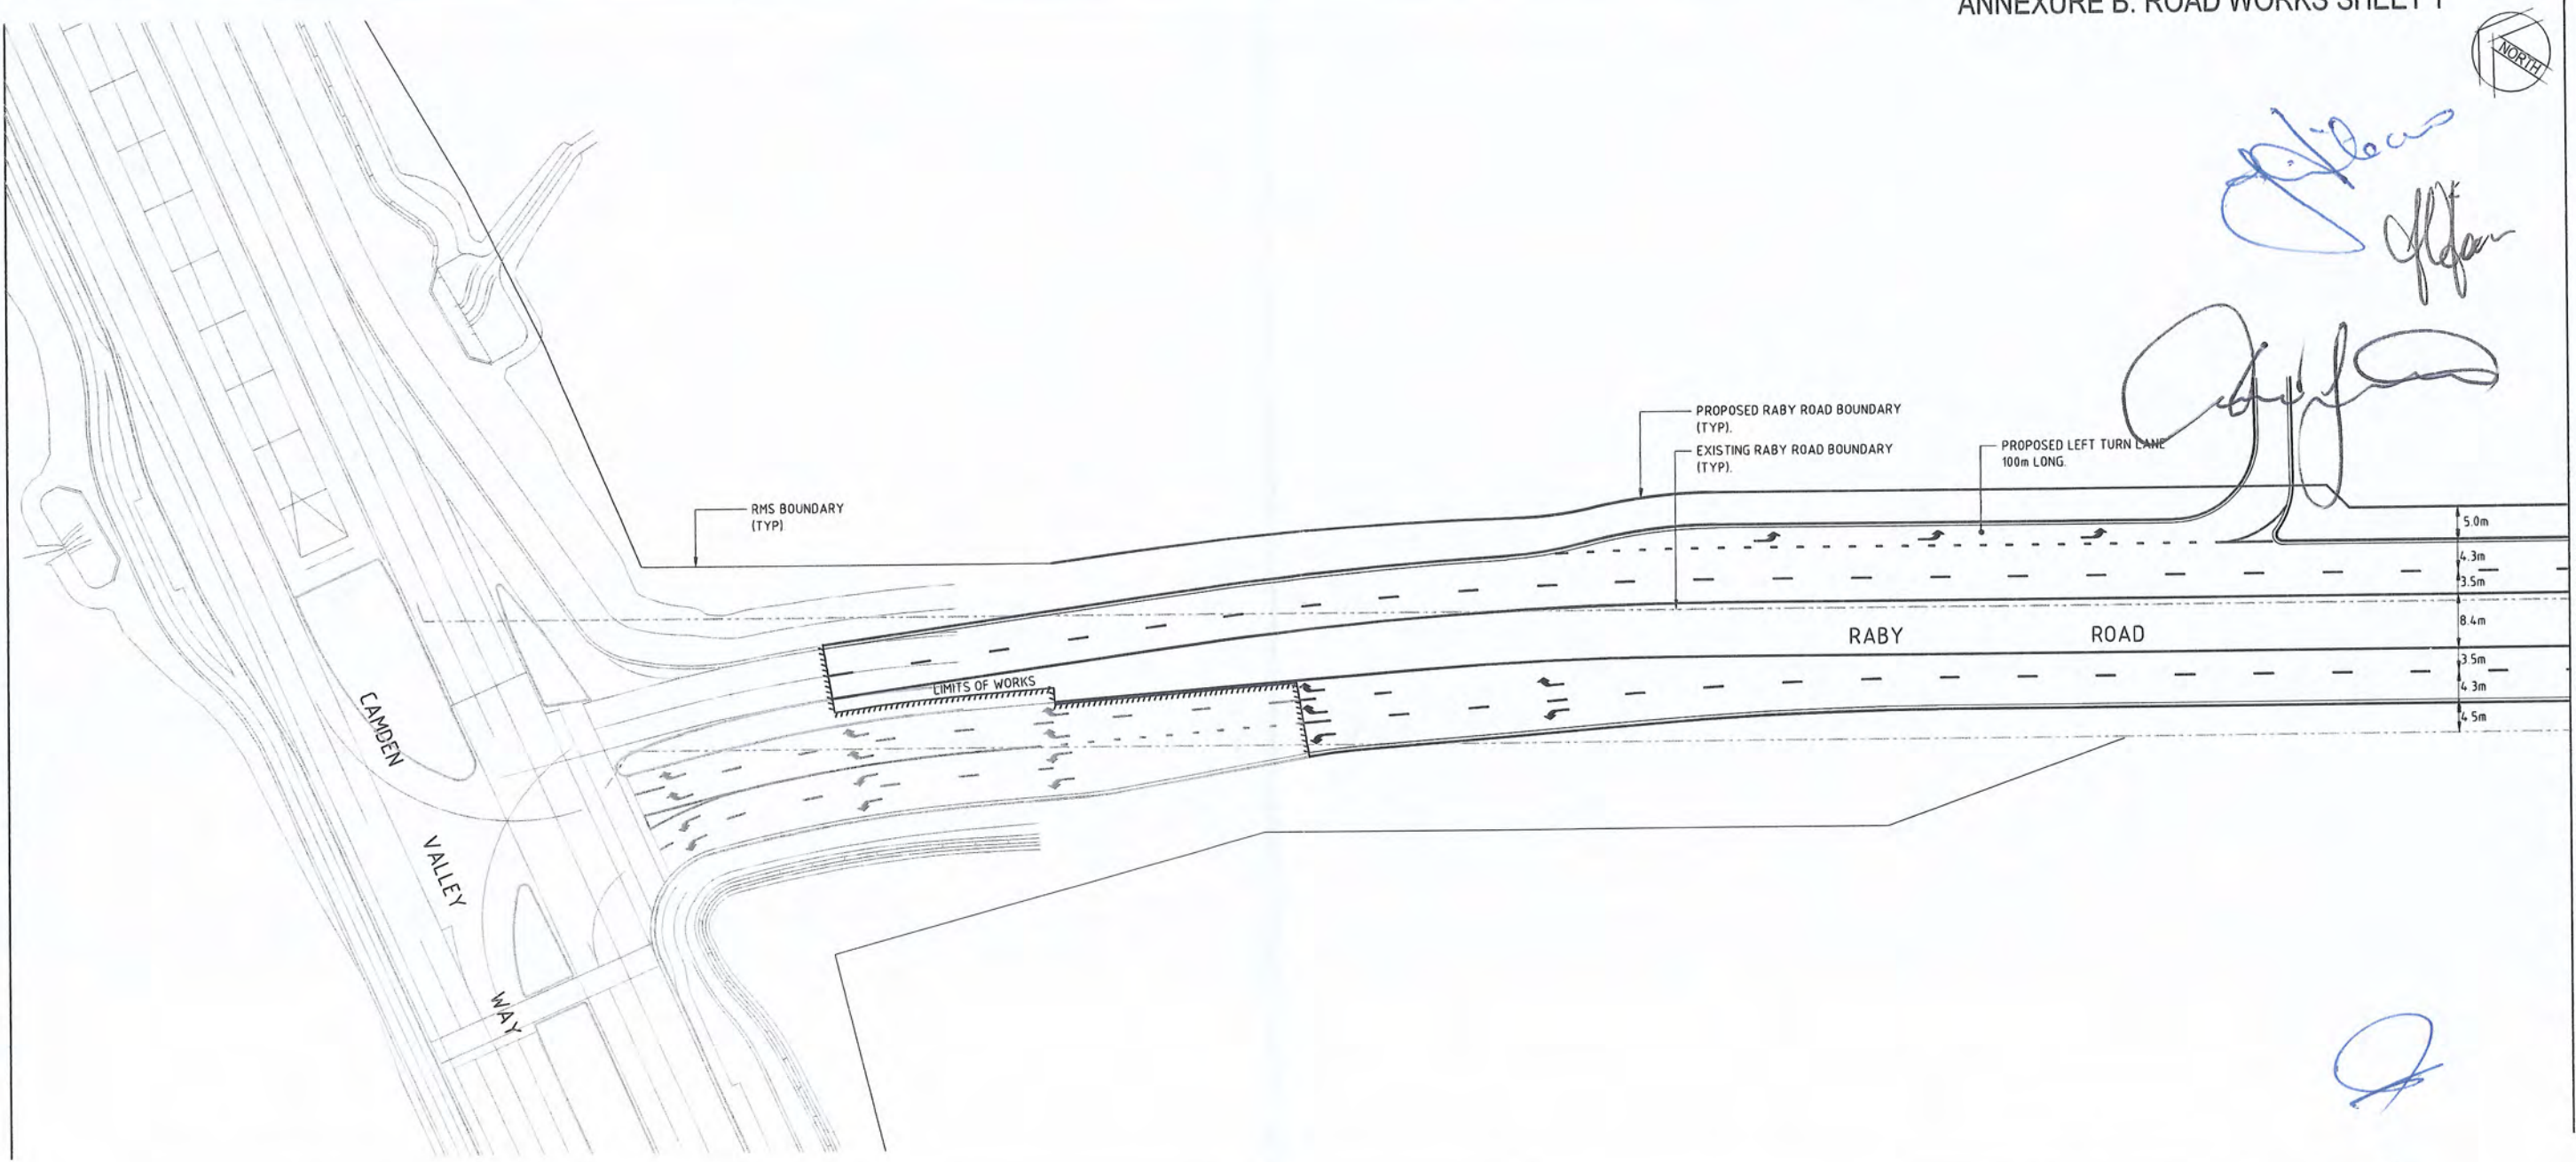 ANNEXURE B: ROAD WORKS SHEET 1
NORTH
PROPOSED RABY ROAD BOUNDARY
(TYP).
EXISTING RABY ROAD BOUNDARY
(TYP).
PROPOSED LEFT TURN LANE
100m LONG.
RMS BOUNDARY
(TYP)
5.0m
4.3m
3.5m
8.4m
RABY ROAD
3.5m
4.3m
4.5m
LIMITS OF WORKS
CAMDEN
VALLEY
WAY